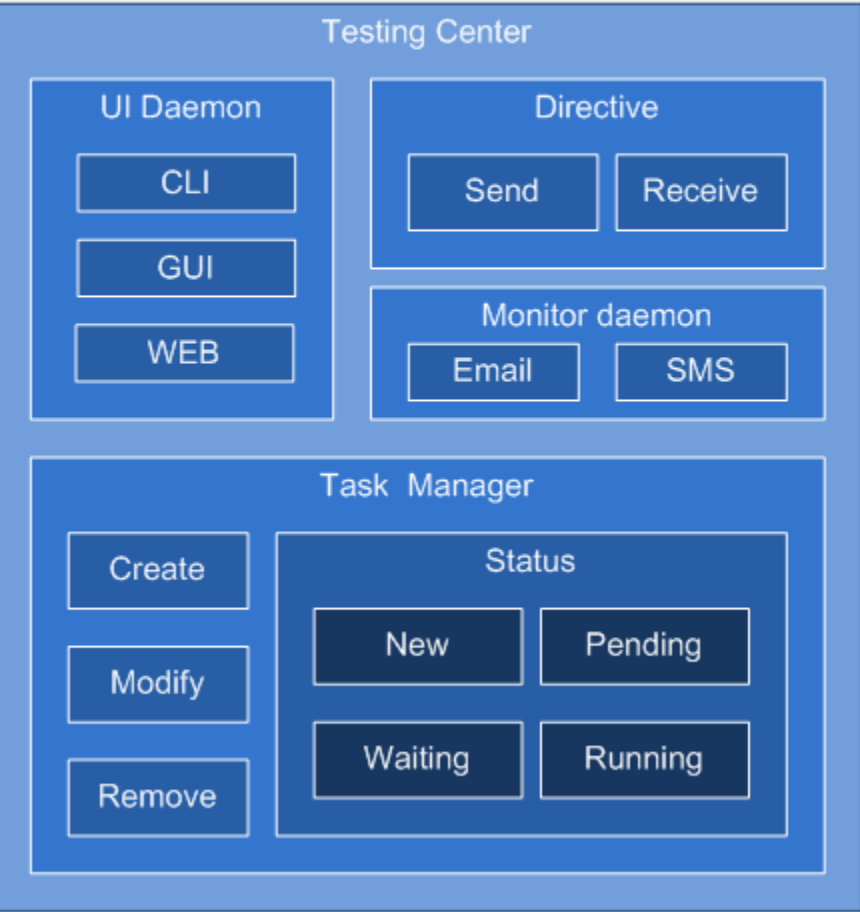 Testing Center
UI Daemon
CLI
GUI
WEB
Directive
Send
Receive
Monitor daemon
Email
SMS
Task Manager
Create
Modify
Remove
Status
New
Pending
Waiting
Running